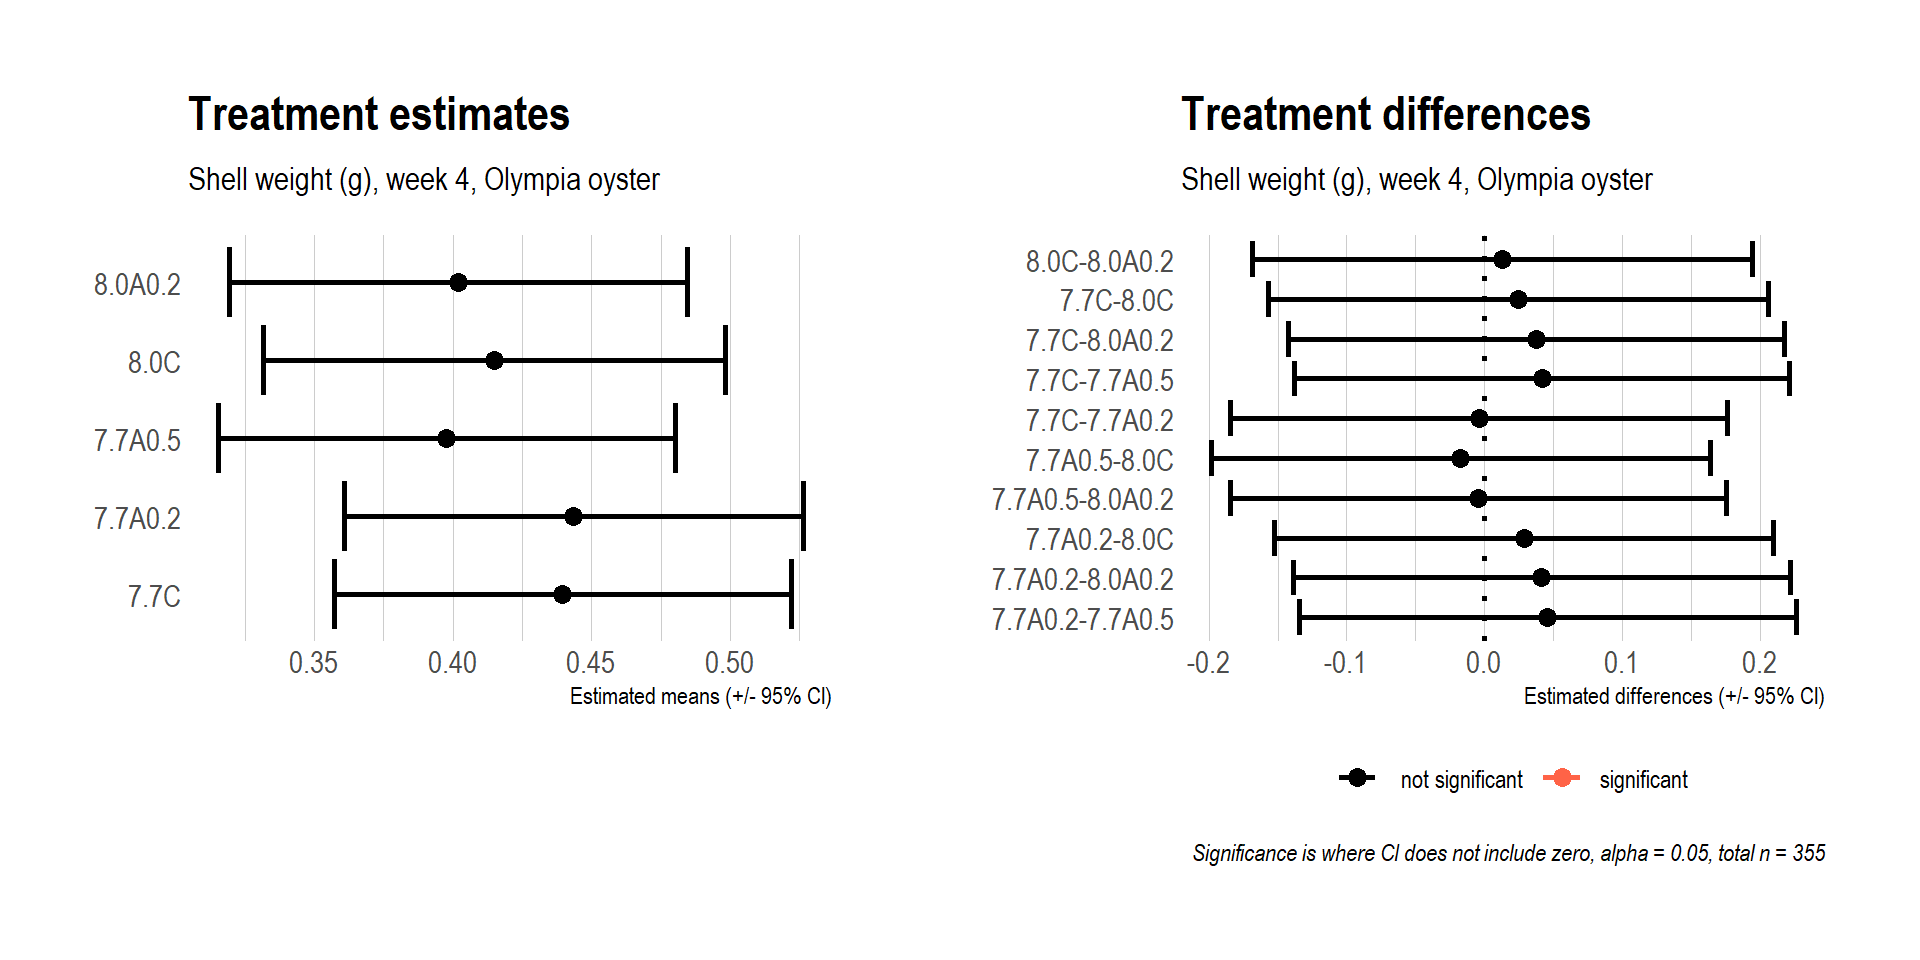 Treatment estimates
Shell weight (g), week 4, Olympia oyster
8.0A0.2
8.0C
7.7A0.5
7.7A0.2
7.7C
0.35 0.40 0.45 0.50
Estimated means (+/- 95% CI)
Treatment differences
Shell weight (g), week 4, Olympia oyster
8.0C-8.0A0.2
7.7C-8.0C
7.7C-8.0A0.2
7.7C-7.7A0.5
7.7C-7.7A0.2
7.7A0.5-8.0C
7.7A0.5-8.0A0.2
7.7A0.2-8.0C
7.7A0.2-8.0A0.2
7.7A0.2-7.7A0.5
-0.2 -0.1 0.0 0.1 0.2
Estimated differences (+/- 95% CI)
not significant significant
Significance is where CI does not include zero, alpha = 0.05, total n = 355